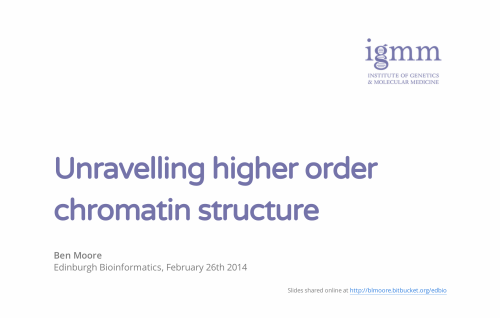 igmm
INSTITUTE OF GENETICS
& MOLECULAR MEDICINE
Unravelling higher order
chromatin structure
Ben Moore
Edinburgh Bioinformatics, February 26th 2014
Slides shared online at http://blmoore.bitbucket.org/edbio